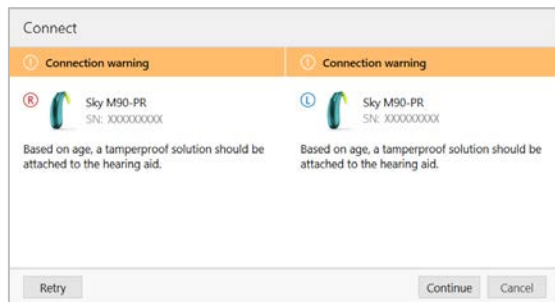 Connect
Connection warning
Connection warning
R
Sky M90-PR
SN: XXXXXXXXX
L
Sky M90-PR
SN: XXXXXXXXX
Based on age, a tamperproof solution should be
attached to the hearing aid.
Based on age, a tamperproof solution should be
attached to the hearing aid.
Retry
Continue
Cancel